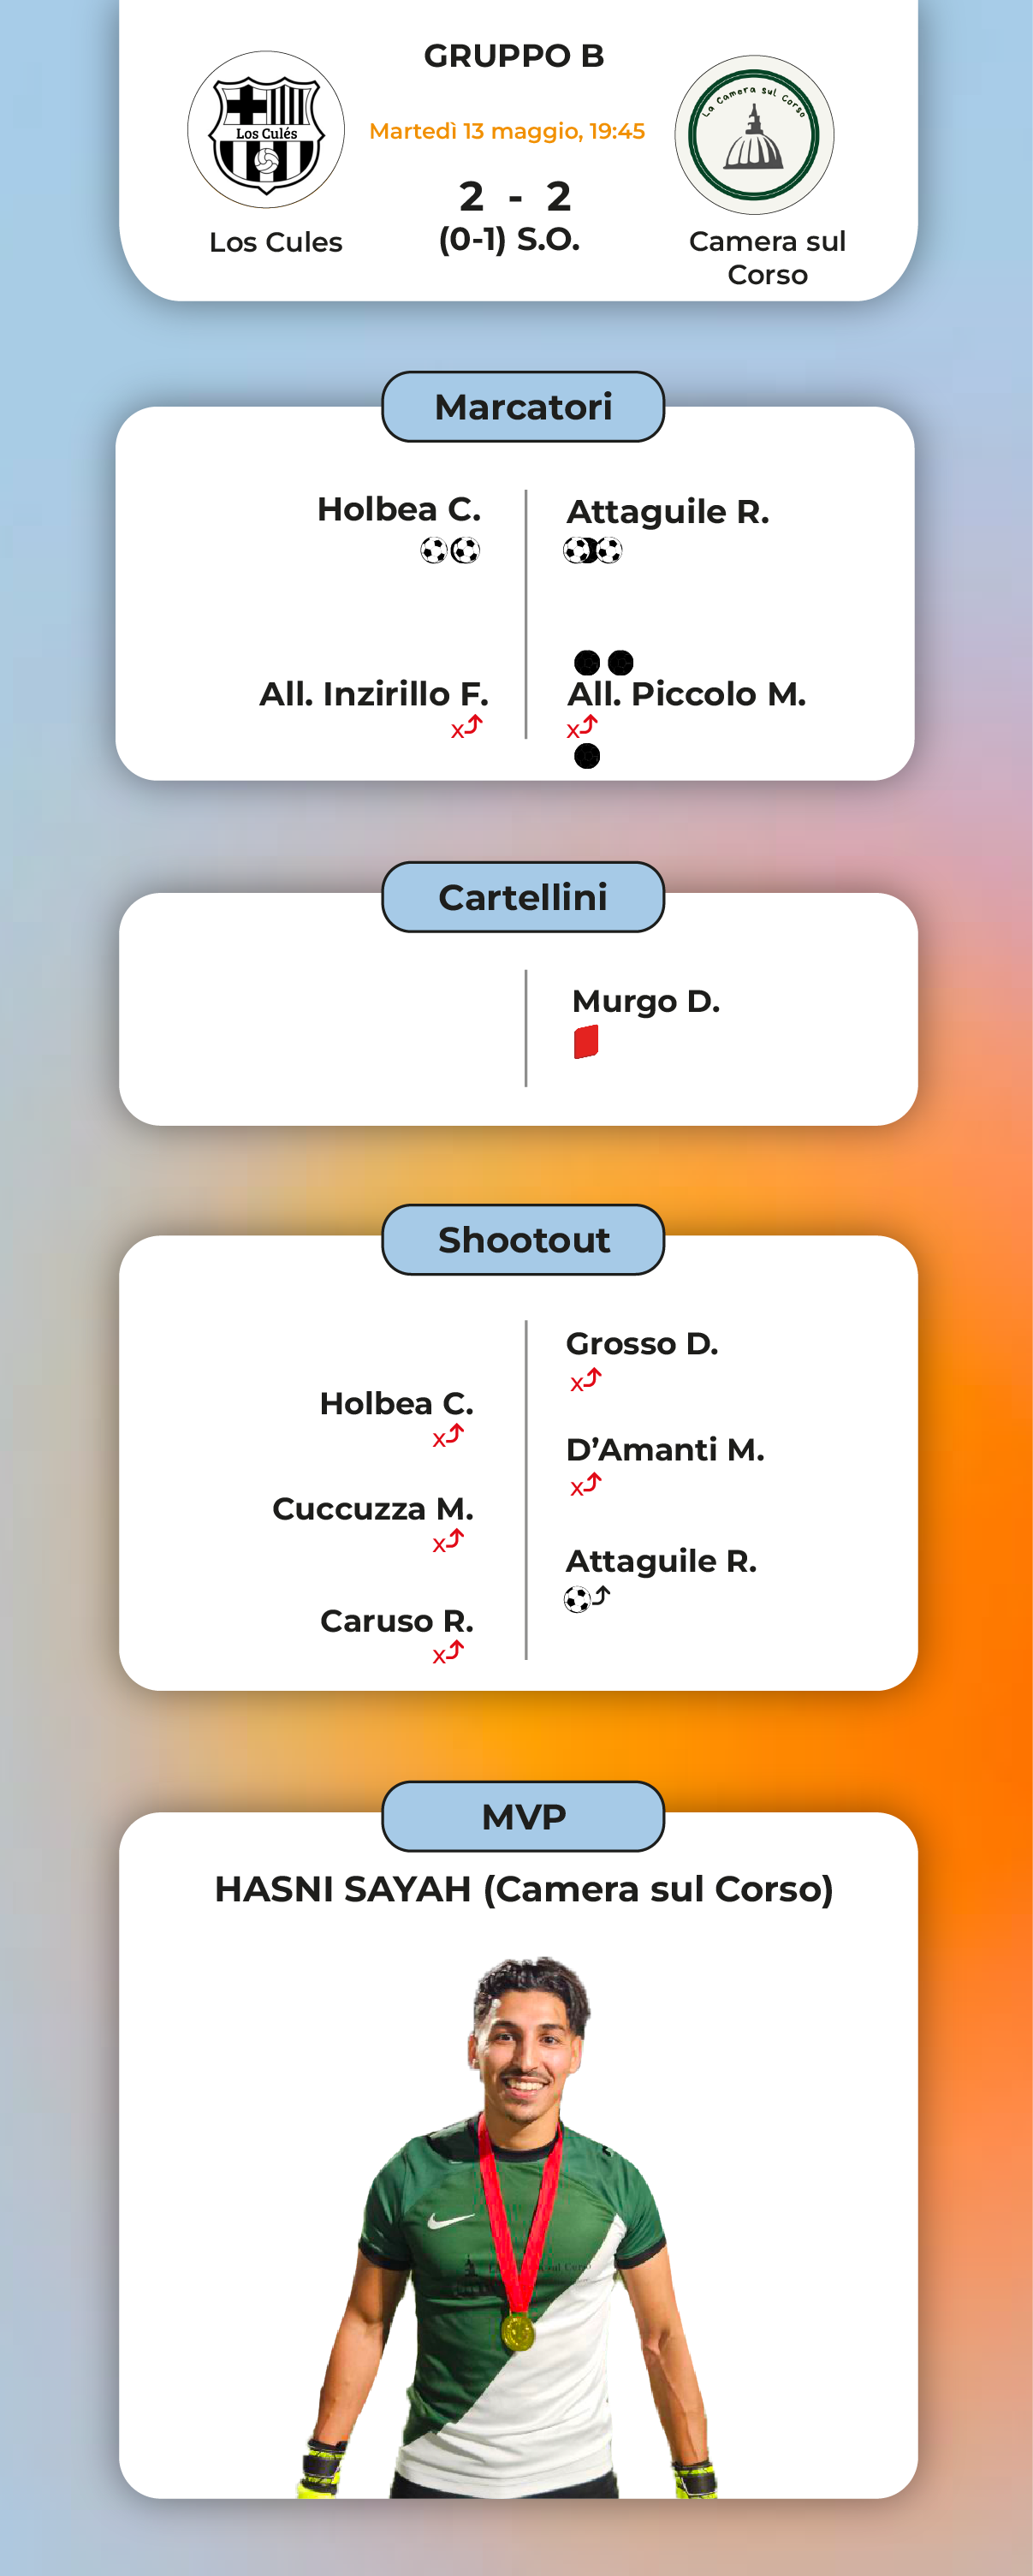 GRUPPO B
Los Culés
La Camera sul Corso
Martedì 13 maggio, 19:45
2 - 2
(0-1) S.O.
Los Cules
Camera sul
Corso
Marcatori
Holbea C.
Attaguile R.
All. Inzirillo F.
All. Piccolo M.
x
x
Cartellini
Murgo D.
Shootout
Grosso D.
x
Holbea C.
x
D’Amanti M.
x
Cuccuzza M.
x
Attaguile R.
Caruso R.
x
MVP
HASNI SAYAH (Camera sul Corso)